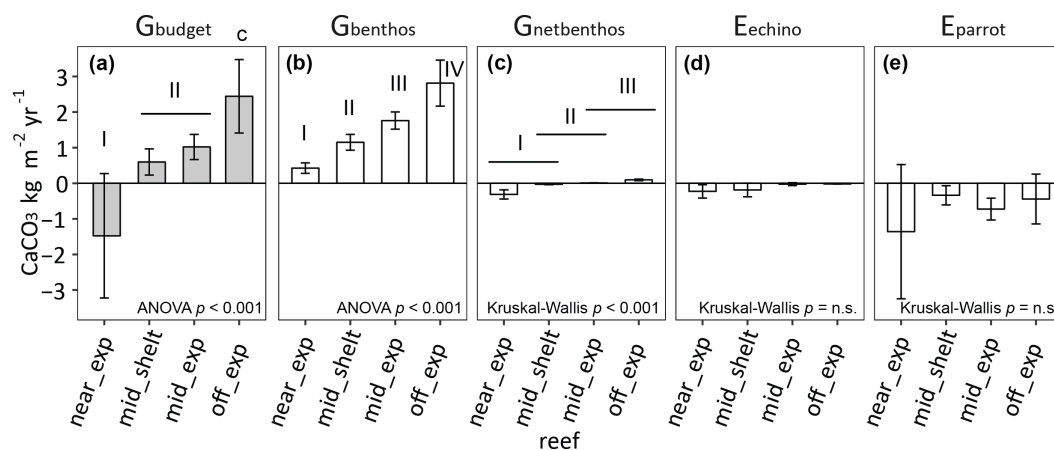 Gbudget
Gbenthos
Gnetbenthos
Eechino
Eparrot
c
(a)
(b)
(c)
(d)
(e)
CaCO3 kg m-2 yr-1
3
2
1
0
−1
−2
−3
I
II
I
II
III
IV
I
II
III
ANOVA p < 0.001
ANOVA p < 0.001
Kruskal-Wallis p < 0.001
Kruskal-Wallis p = n.s.
Kruskal-Wallis p = n.s
near_exp
mid_shelt
mid_exp
off_exp
near_exp
mid_shelt
mid_exp
off_exp
near_exp
mid_shelt
mid_exp
off_exp
near_exp
mid_shelt
mid_exp
off_exp
near_exp
mid_shelt
mid_exp
off_exp
reef